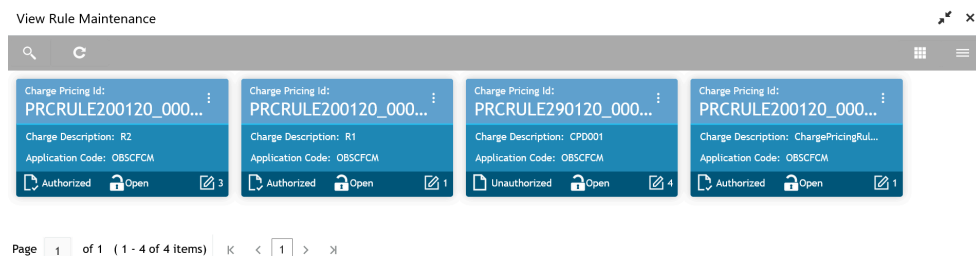 View Rule Maintenance
Charge Pricing Id:
PRCRULE200120_000...
Charge Description: R2
Application Code: OBSCFCM
Authorized Open 3
Charge Pricing Id:
PRCRULE200120_000...
Charge Description: R1
Application Code: OBSCFCM
Authorized Open 1
Charge Pricing Id:
PRCRULE290120_000...
Charge Description: CPD001
Application Code: OBSCFCM
Unauthorized Open 4
Charge Pricing Id:
PRCRULE200120_000...
Charge Description: ChargePricingRul...
Application Code: OBSCFCM
Authorized Open 1
Page 1 of 1 ( 1 - 4 of 4 items) 1